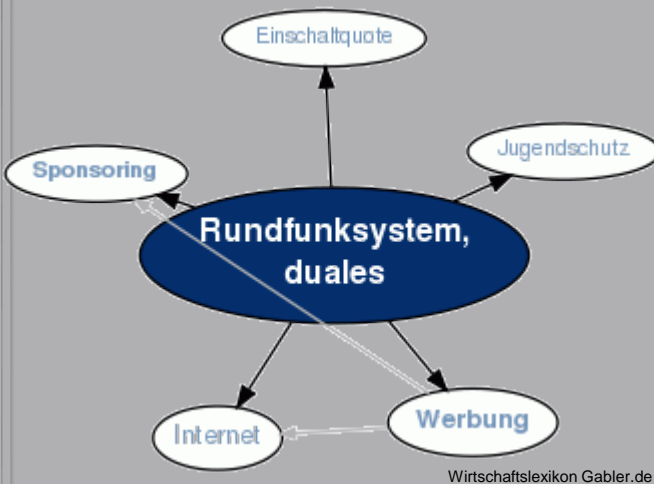 Einschaltquote
Jugendschutz
Sponsoring
Rundfunksystem,
duales
Werbung
Internet
Wirtschaftslexikon Gabler.de